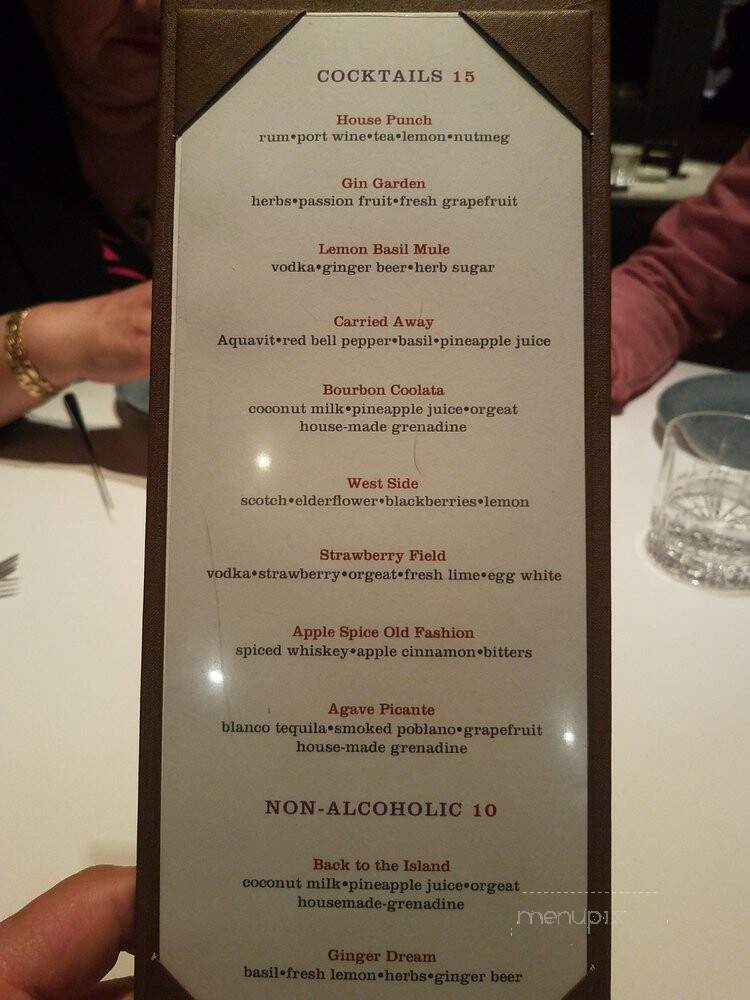 COCKTAILS 15
House Punch
rum•port wine•tea•lemon•nutmeg
Gin Garden
herbs•passion fruit•fresh grapefruit
Lemon Basil Mule
vodka•ginger beer•herb sugar
Carried Away
Aquavit•red bell pepper•basil•pineapple juice
Bourbon Coolata
coconut milk•pineapple juice•orgeat
house-made grenadine
West Side
scotch•elderflower•blackberries•lemon
Strawberry Field
vodka•strawberry•orgeat•fresh lime•egg white
Apple Spice Old Fashion
spiced whiskey•apple cinnamon•bitters
Agave Picante
blanco tequila•smoked poblano•grapefruit
house-made grenadine
NON-ALCOHOLIC 10
Back to the Island
coconut milk•pineapple juice•orgeat
housemade-grenadine
menupix
Ginger Dream
basil•fresh lemon•herbs•ginger beer